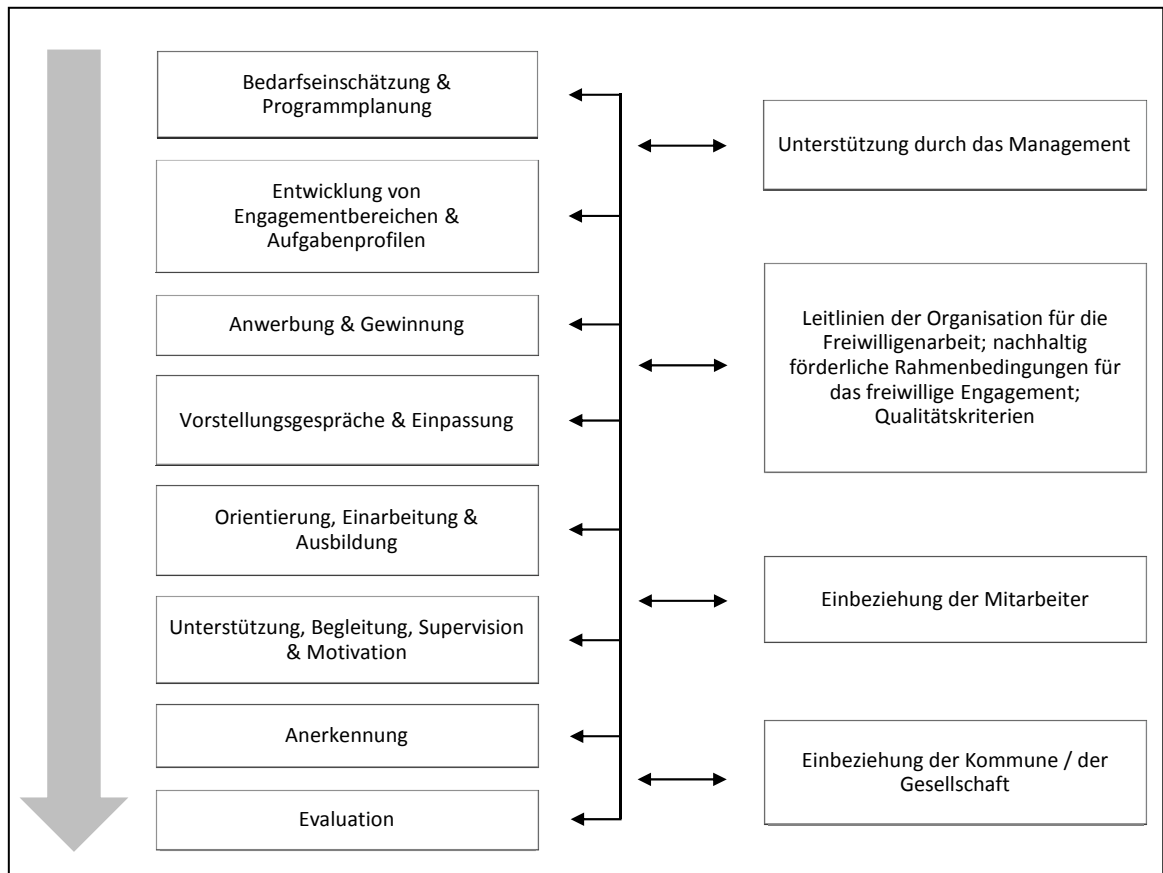 Bedarfseinschätzung &
Programmplanung
Entwicklung von
Engagementbereichen &
Aufgabenprofilen
Anwerbung & Gewinnung
Vorstellungsgespräche & Einpassung
Orientierung, Einarbeitung &
Ausbildung
Unterstützung, Begleitung, Supervision
& Motivation
Anerkennung
Evaluation
Unterstützung durch das Management
Leitlinien der Organisation für die
Freiwilligenarbeit; nachhaltig
förderliche Rahmenbedingungen für
das freiwillige Engagement;
Qualitätskriterien
Einbeziehung der Mitarbeiter
Einbeziehung der Kommune / der
Gesellschaft